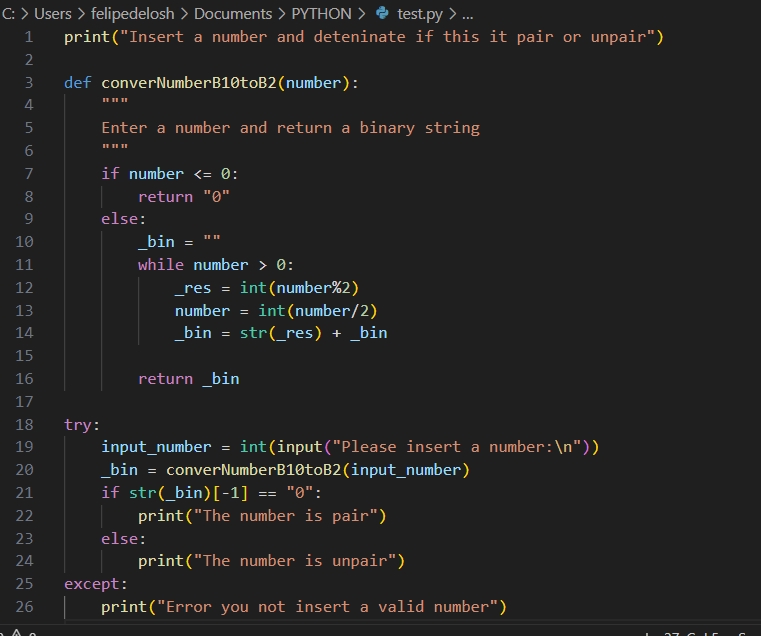 C: > Users > felipedelosh > Documents > PYTHON > test.py > ...
1 print("Insert a number and deteninate if this it pair or unpair")
2
3 def converNumberB10toB2(number):
4     """
5     Enter a number and return a binary string
6     """
7     if number <= 0:
8         return "0"
9     else:
10         _bin = ""
11         while number > 0:
12             _res = int(number%2)
13             number = int(number/2)
14             _bin = str(_res) + _bin
15
16         return _bin
17
18 try:
19     input_number = int(input("Please insert a number:\n"))
20     _bin = converNumberB10toB2(input_number)
21     if str(_bin)[-1] == "0":
22         print("The number is pair")
23     else:
24         print("The number is unpair")
25 except:
26     print("Error you not insert a valid number")